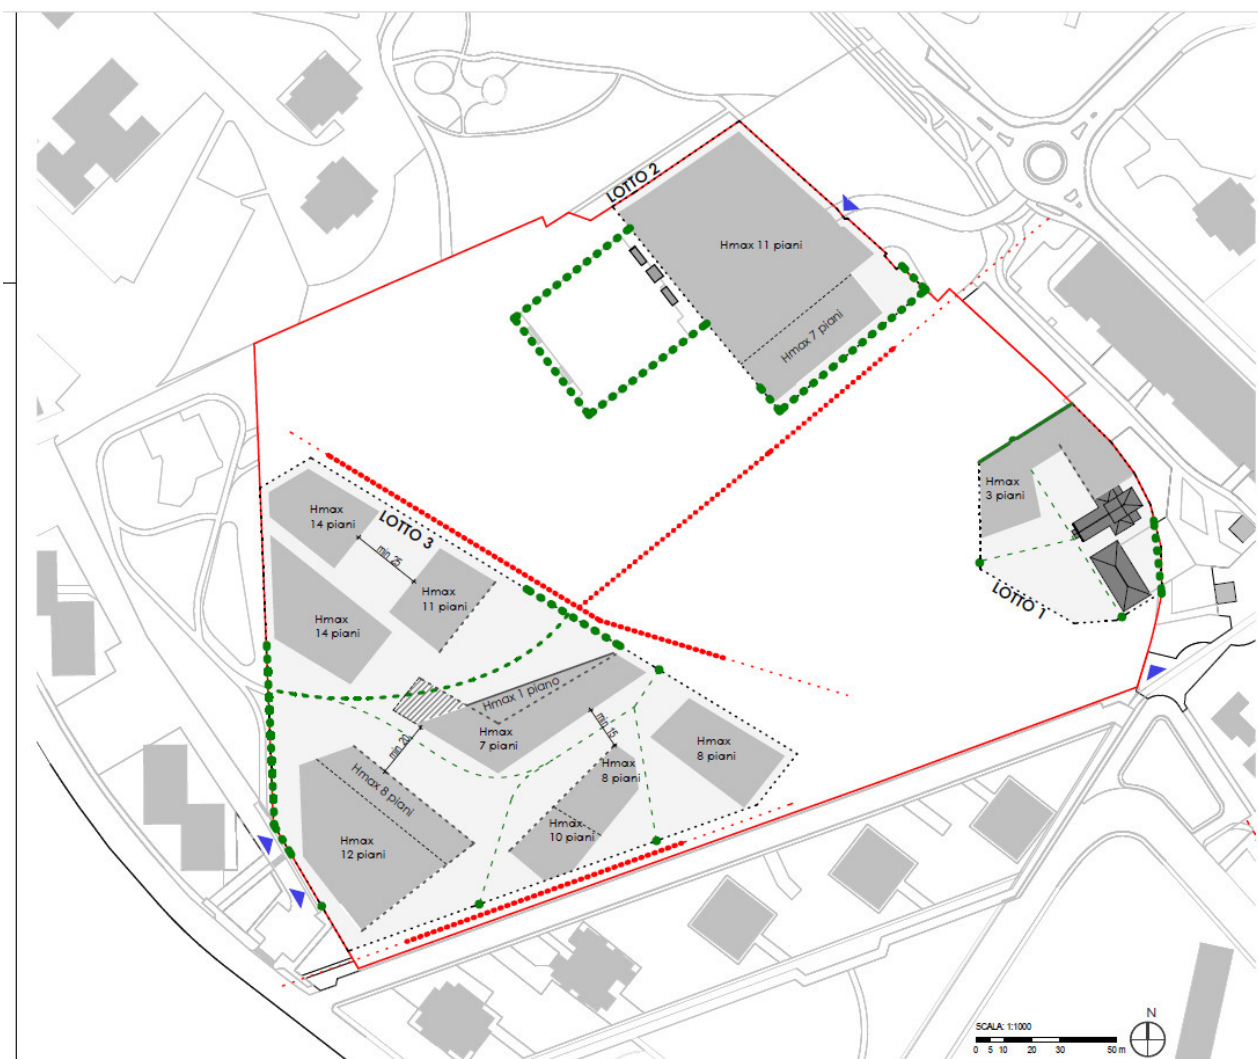 LOTTO 2
Hmax 11 piani
Hmax 7 piani
Hmax
3 piani
LOTTO 1
Hmax
14 piani
LOTTO 3
min. 25
Hmax
11 piani
Hmax
14 piani
Hmax 1 piano
Hmax
7 piani
min. 15
min. 20
Hmax
8 piani
Hmax
8 piani
Hmax 8 piani
Hmax
10 piani
Hmax
12 piani
N
SCALA: 1:1000
0 5 10 20 30 50 m